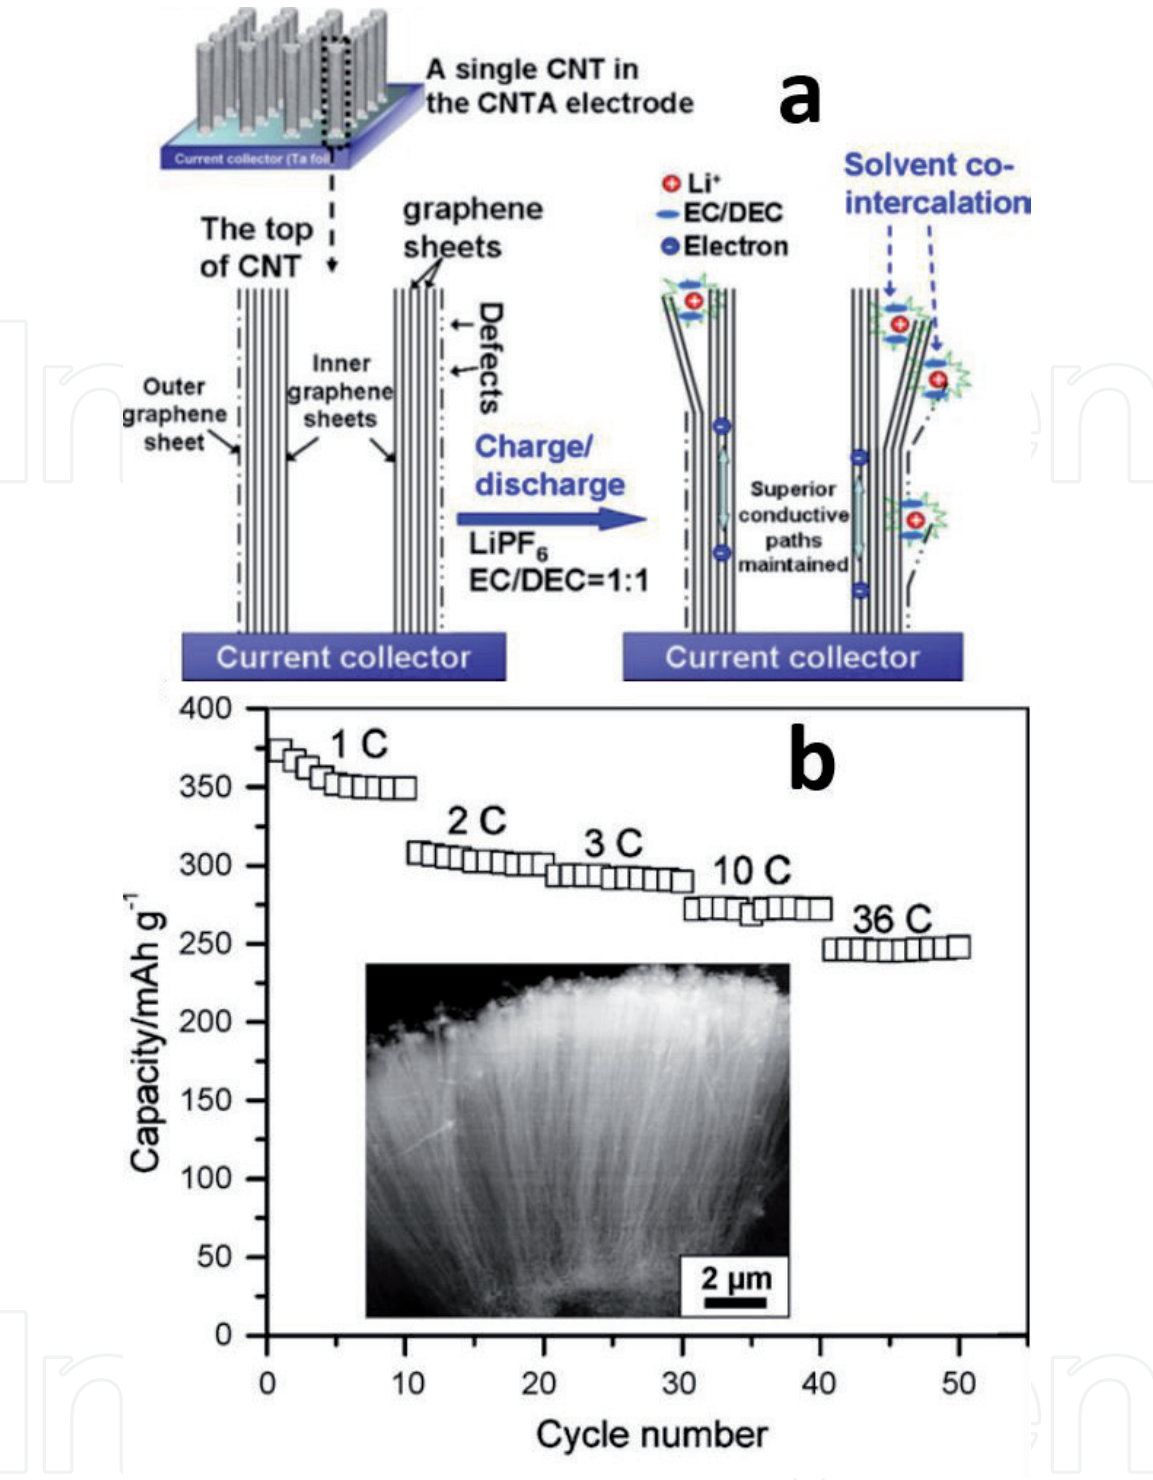 A single CNT in
the CNTA electrode
a
Current collector (Ta foil
Solvent co-
intercalation
Li⁺
EC/DEC
Electron
graphene
sheets
The top
of CNT
Defects
Inner
graphene
sheets
Outer
graphene
sheet
Charge/
discharge
LiPF₆
EC/DEC=1:1
Superior
conductive
paths
maintained
Current collector
Current collector
b
400
350
300
250
200
150
100
50
0
Capacity/mAh g⁻¹
1 C
2 C
3 C
10 C
36 C
2 µm
0
10
20
30
40
50
Cycle number